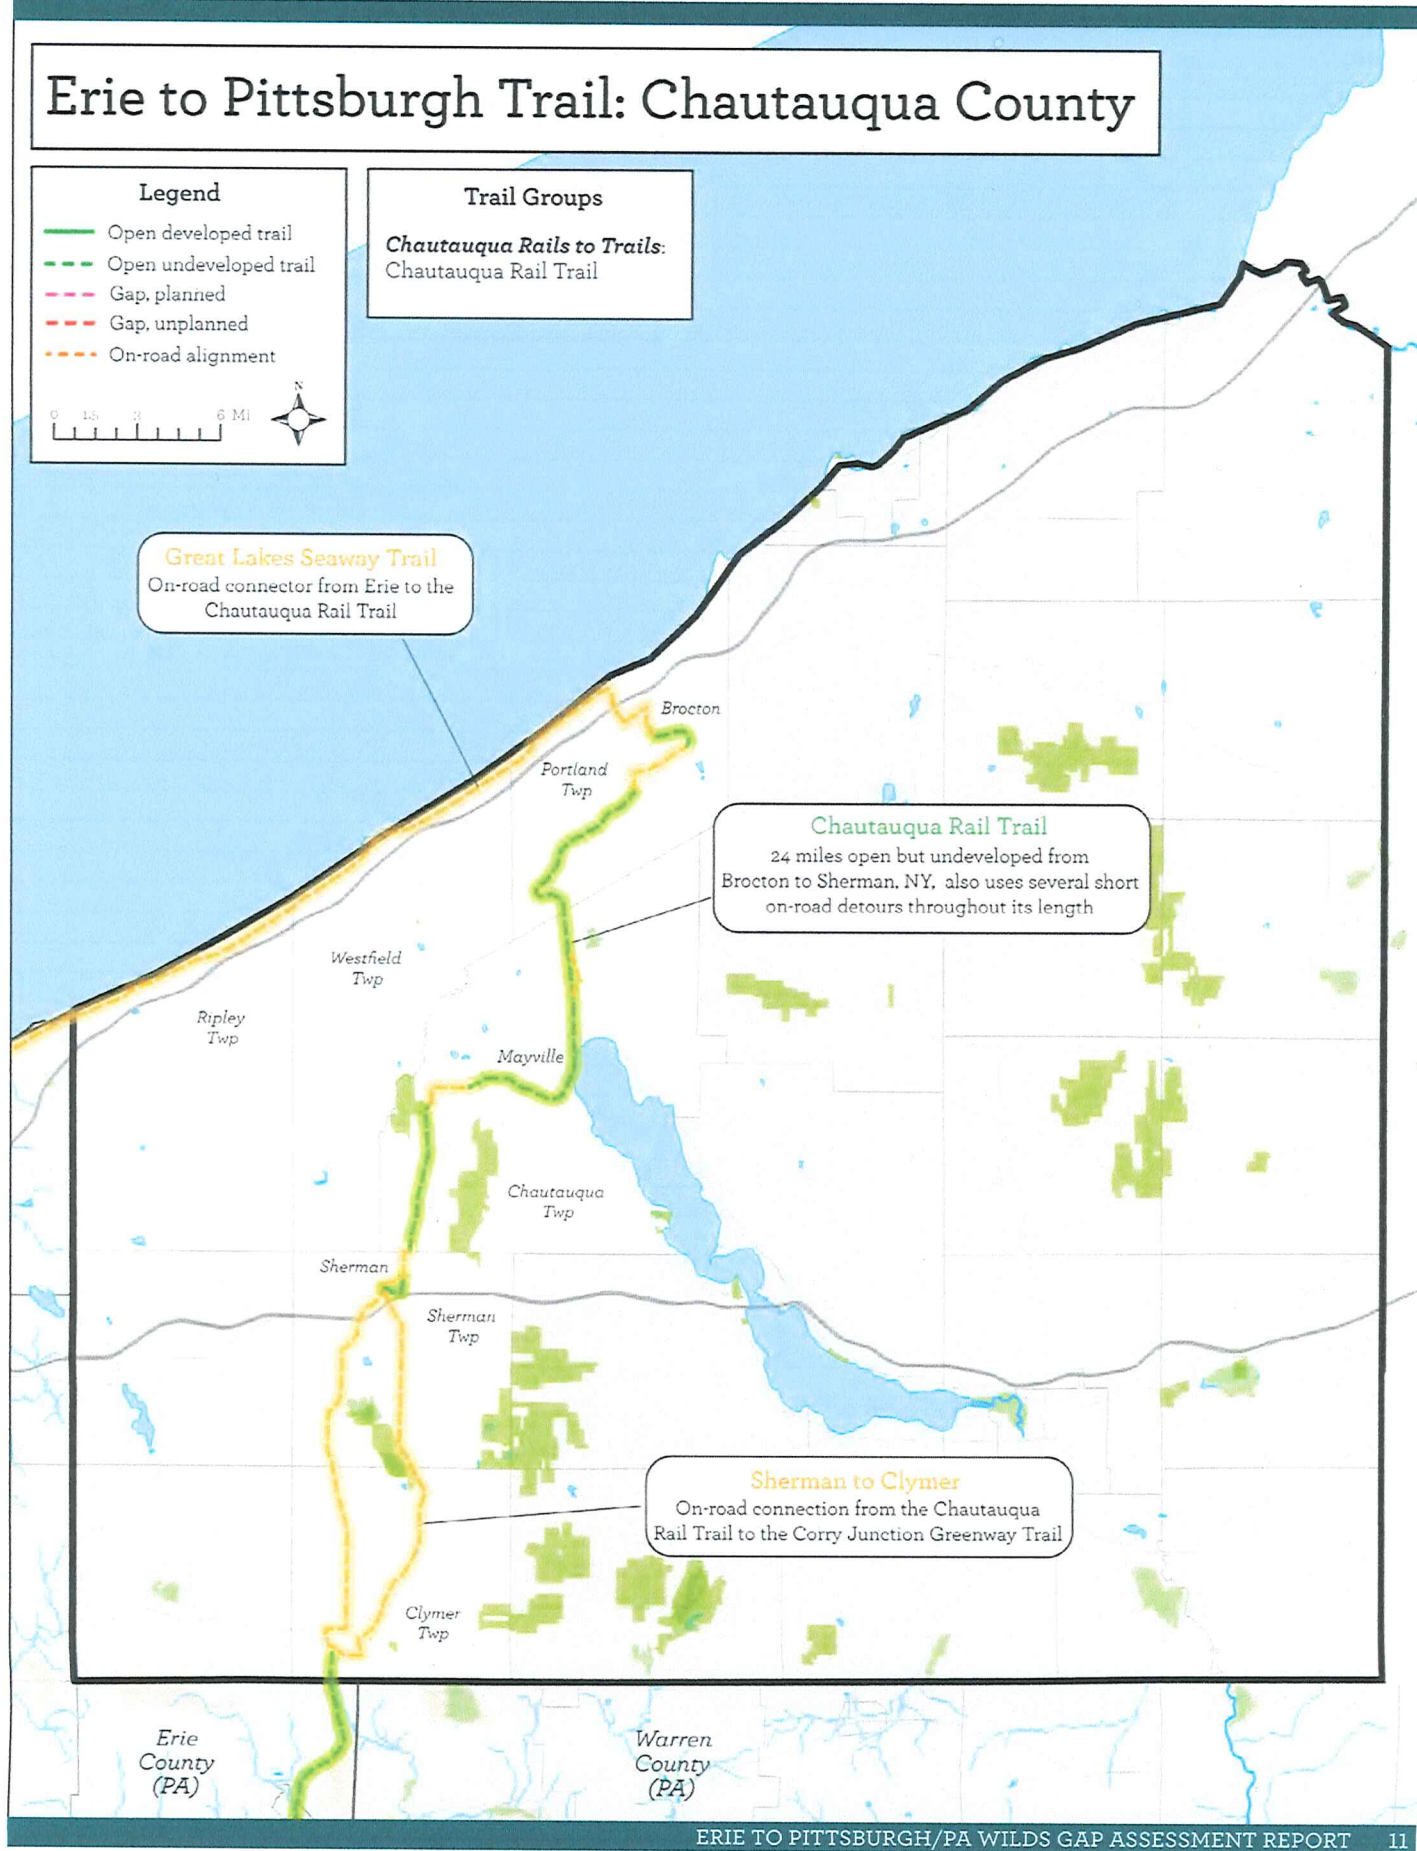 Erie to Pittsburgh Trail: Chautauqua County
Legend
Open developed trail
Open undeveloped trail
Gap, planned
Gap, unplanned
On-road alignment
0 1.5 3 6 Mi
N
Trail Groups
Chautauqua Rails to Trails:
Chautauqua Rail Trail
Great Lakes Seaway Trail
On-road connector from Erie to the
Chautauqua Rail Trail
Brocton
Portland
Twp
Chautauqua Rail Trail
24 miles open but undeveloped from
Brocton to Sherman, NY, also uses several short
on-road detours throughout its length
Westfield
Twp
Ripley
Twp
Mayville
Chautauqua
Twp
Sherman
Sherman
Twp
Sherman to Clymer
On-road connection from the Chautauqua
Rail Trail to the Corry Junction Greenway Trail
Clymer
Twp
Erie
County
(PA)
Warren
County
(PA)
ERIE TO PITTSBURGH/PA WILDS GAP ASSESSMENT REPORT 11